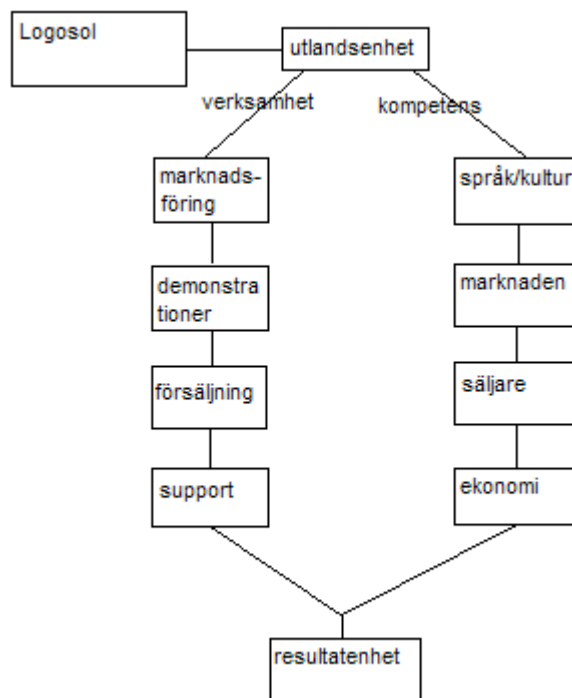 Logosol
utlandsenhet
verksamhet
kompetens
marknads-
föring
språk/kultur
demonstra
tioner
marknaden
försäljning
säljare
support
ekonomi
resultatenhet